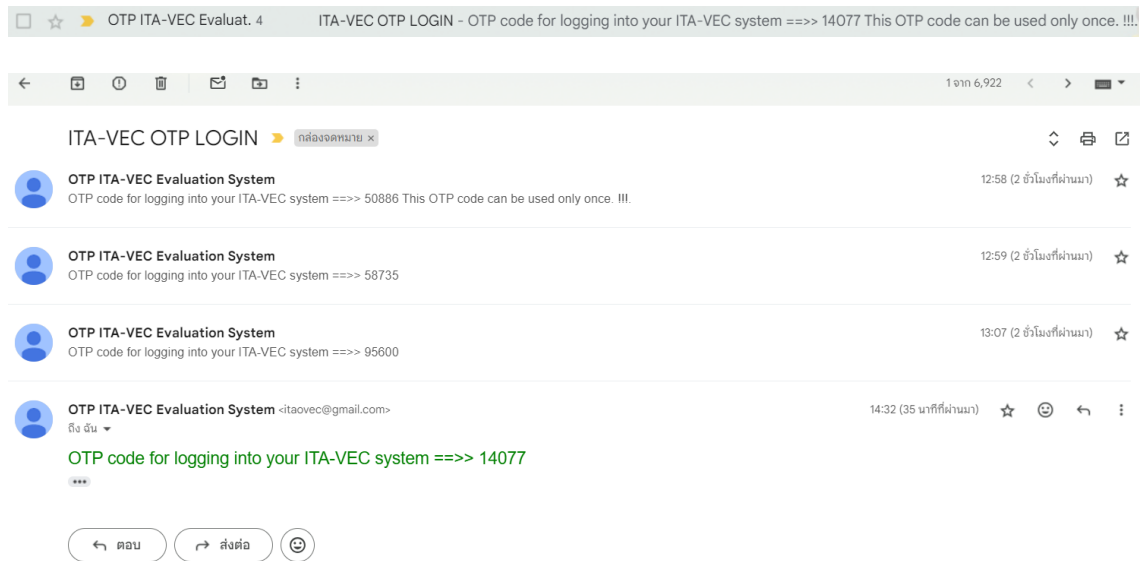 OTP ITA-VEC Evaluat. 4 ITA-VEC OTP LOGIN - OTP code for logging into your ITA-VEC system ==>> 14077 This OTP code can be used only once. !!!.
1 จาก 6,922
ITA-VEC OTP LOGIN กล่องจดหมาย ×
OTP ITA-VEC Evaluation System 12:58 (2 ชั่วโมงที่ผ่านมา)
OTP code for logging into your ITA-VEC system ==>> 50886 This OTP code can be used only once. !!!.
OTP ITA-VEC Evaluation System 12:59 (2 ชั่วโมงที่ผ่านมา)
OTP code for logging into your ITA-VEC system ==>> 58735
OTP ITA-VEC Evaluation System 13:07 (2 ชั่วโมงที่ผ่านมา)
OTP code for logging into your ITA-VEC system ==>> 95600
OTP ITA-VEC Evaluation System <itaovec@gmail.com> 14:32 (35 นาทีที่ผ่านมา)
ถึง ฉัน
OTP code for logging into your ITA-VEC system ==>> 14077
ตอบ ส่งต่อ